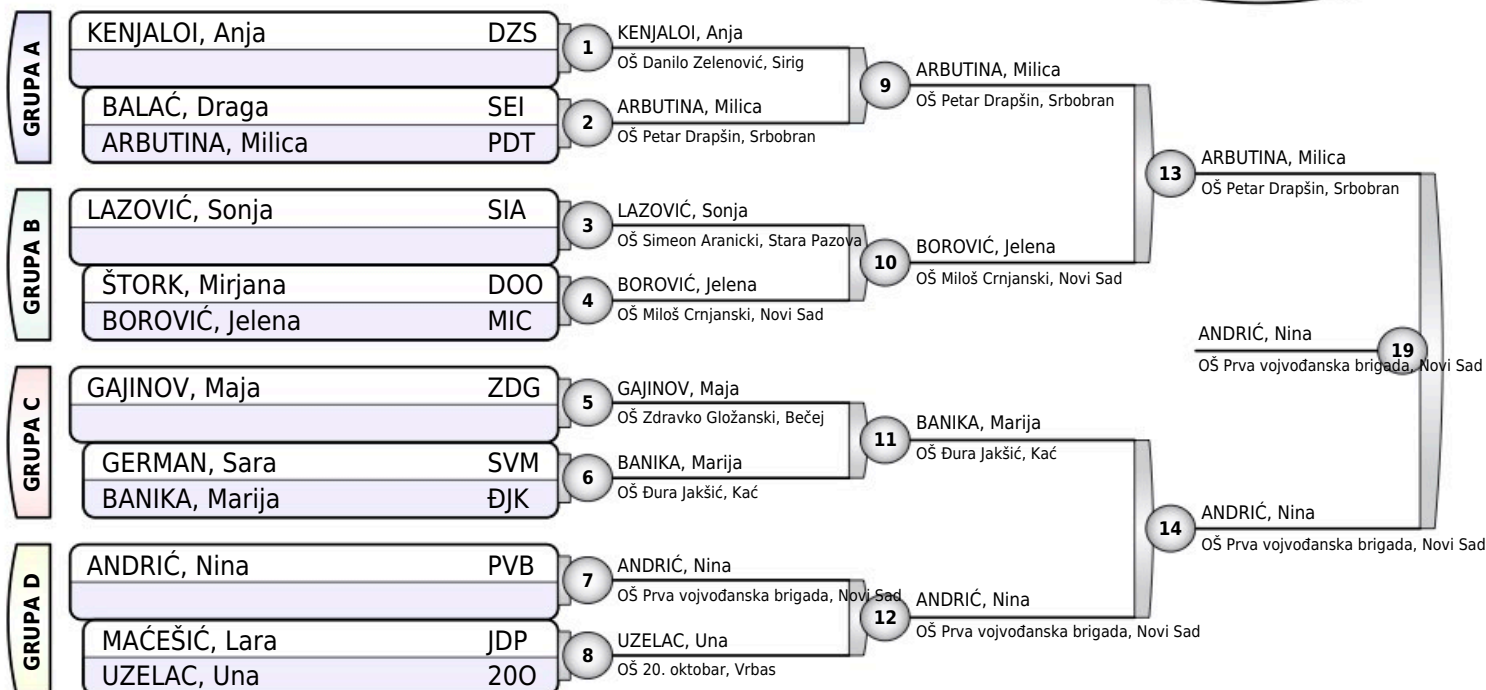 GRUPA A
KENJALOI, Anja DZS
BALAĆ, Draga SEI
ARBUTINA, Milica PDT
1
KENJALOI, Anja
OŠ Danilo Zelenović, Sirig
2
ARBUTINA, Milica
OŠ Petar Drapšin, Srbobran
9
ARBUTINA, Milica
OŠ Petar Drapšin, Srbobran
GRUPA B
LAZOVIĆ, Sonja SIA
ŠTORK, Mirjana DOO
BOROVIĆ, Jelena MIC
3
LAZOVIĆ, Sonja
OŠ Simeon Aranicki, Stara Pazova
4
BOROVIĆ, Jelena
OŠ Miloš Crnjanski, Novi Sad
10
BOROVIĆ, Jelena
OŠ Miloš Crnjanski, Novi Sad
13
ARBUTINA, Milica
OŠ Petar Drapšin, Srbobran
GRUPA C
GAJINOV, Maja ZDG
GERMAN, Sara SVM
BANIKA, Marija ĐJK
5
GAJINOV, Maja
OŠ Zdravko Gložanski, Bečej
6
BANIKA, Marija
OŠ Đura Jakšić, Kać
11
BANIKA, Marija
OŠ Đura Jakšić, Kać
GRUPA D
ANDRIĆ, Nina PVB
MAĆEŠIĆ, Lara JDP
UZELAC, Una 20O
7
ANDRIĆ, Nina
OŠ Prva vojvođanska brigada, Novi Sad
8
UZELAC, Una
OŠ 20. oktobar, Vrbas
12
ANDRIĆ, Nina
OŠ Prva vojvođanska brigada, Novi Sad
14
ANDRIĆ, Nina
OŠ Prva vojvođanska brigada, Novi Sad
19
ANDRIĆ, Nina
OŠ Prva vojvođanska brigada, Novi Sad